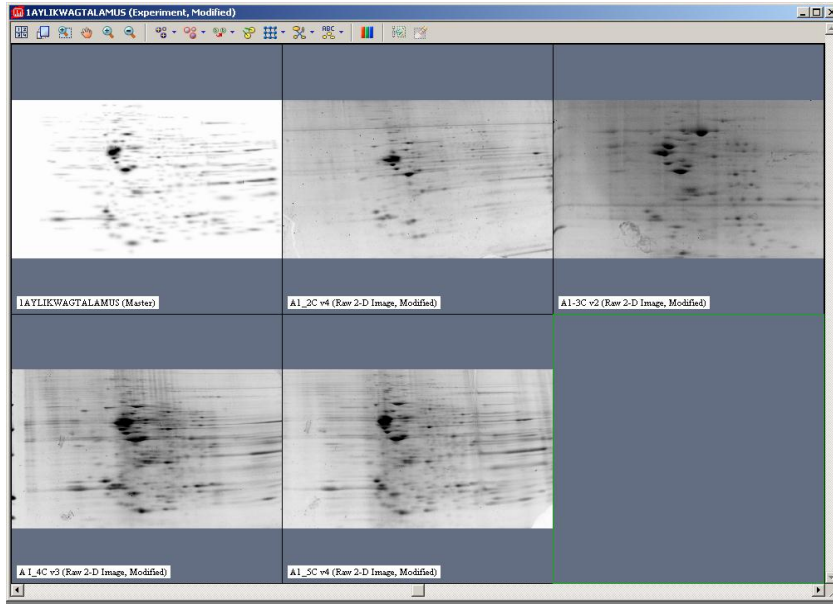 1AYLIKWAGTALAMUS (Experiment, Modified)
1AYLIKWAGTALAMUS (Master)
A1_2C v4 (Raw 2-D Image, Modified)
A1-3C v2 (Raw 2-D Image, Modified)
A I_4C v3 (Raw 2-D Image, Modified)
A1_5C v4 (Raw 2-D Image, Modified)